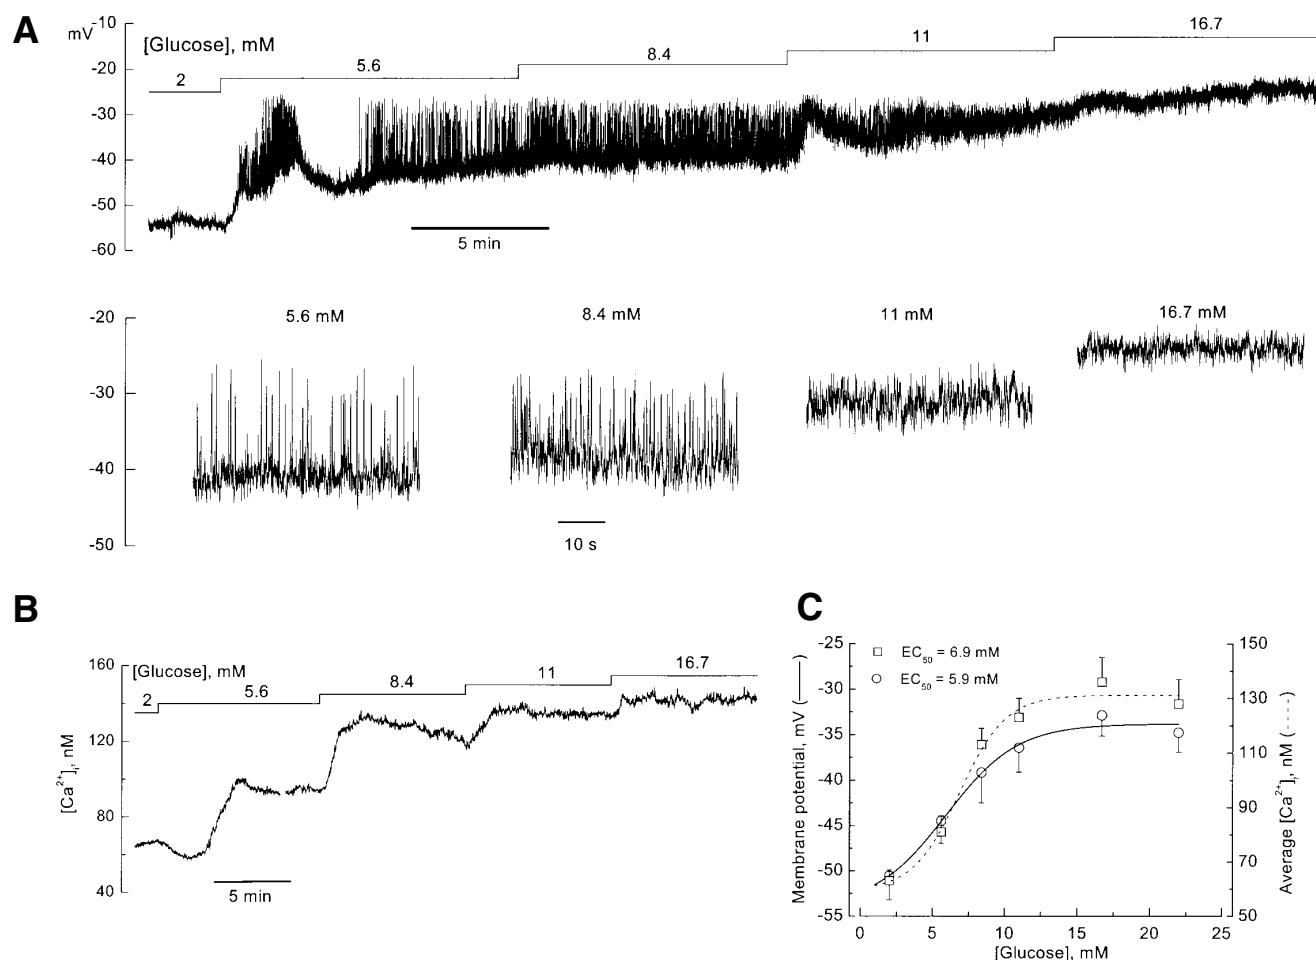 A
mV
-10
-20
-30
-40
-50
-60
[Glucose], mM
2
5.6
8.4
11
16.7
5 min
-20
-30
-40
-50
5.6 mM
8.4 mM
11 mM
16.7 mM
10 s
B
160
120
80
40
[Ca²⁺]ᵢ, nM
[Glucose], mM
2
5.6
8.4
11
16.7
5 min
C
-25
-30
-35
-40
-45
-50
-55
Membrane potential, mV (—)
EC₅₀ = 6.9 mM
EC₅₀ = 5.9 mM
150
130
110
90
70
50
Average [Ca²⁺]ᵢ, nM (----)
0 5 10 15 20 25
[Glucose], mM